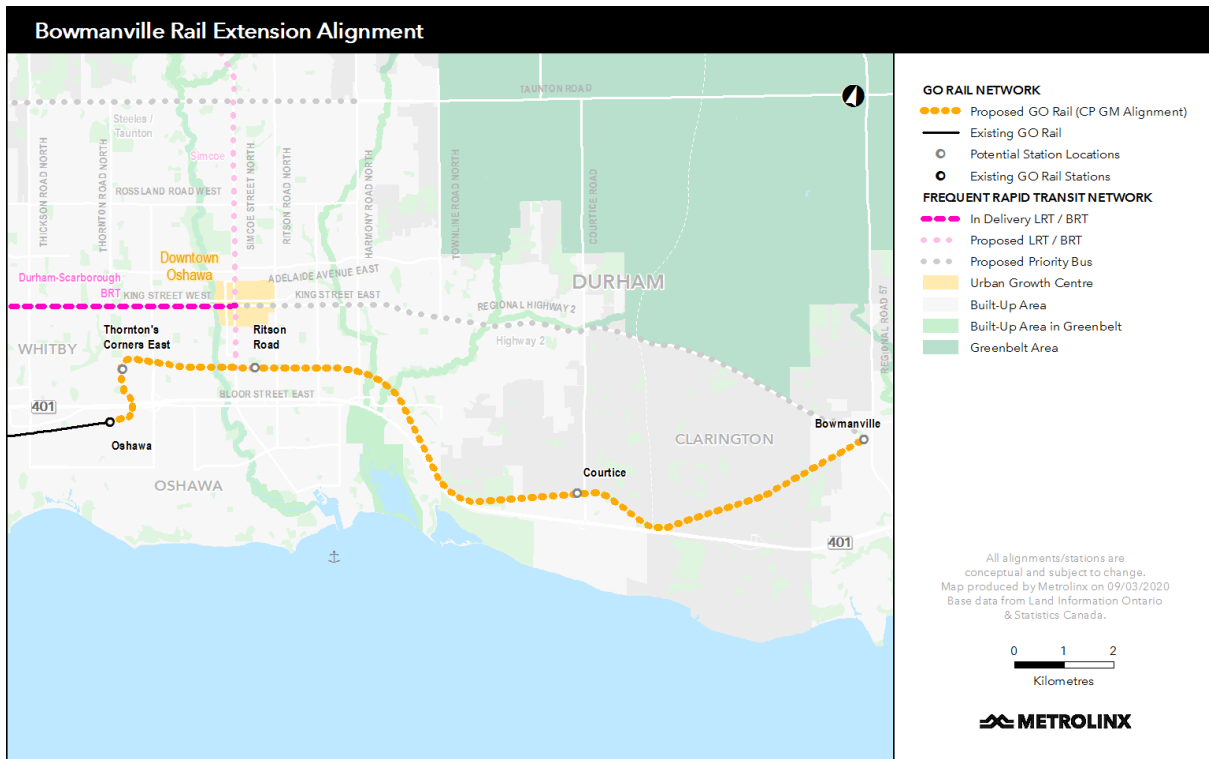 Bowmanville Rail Extension Alignment
TAUNTON ROAD
Steeles /
Taunton
THICKSON ROAD NORTH
THORNTON ROAD NORTH
Simcoe
SIMCOE STREET NORTH
RITSON ROAD NORTH
HARMONY ROAD NORTH
TOWNLINE ROAD NORTH
COURTICE ROAD
ROSSLAND ROAD WEST
Downtown
Oshawa
ADELAIDE AVENUE EAST
Durham-Scarborough
BRT
KING STREET WEST
KING STREET EAST
DURHAM
REGIONAL HIGHWAY 2
Highway 2
REGIONAL ROAD 57
WHITBY
Thornton's
Corners East
Ritson
Road
BLOOR STREET EAST
401
Oshawa
OSHAWA
Courtice
CLARINGTON
Bowmanville
401
GO RAIL NETWORK
Proposed GO Rail (CP GM Alignment)
Existing GO Rail
Potential Station Locations
Existing GO Rail Stations
FREQUENT RAPID TRANSIT NETWORK
In Delivery LRT / BRT
Proposed LRT / BRT
Proposed Priority Bus
Urban Growth Centre
Built-Up Area
Built-Up Area in Greenbelt
Greenbelt Area
All alignments/stations are
conceptual and subject to change.
Map produced by Metrolinx on 09/03/2020
Base data from Land Information Ontario
& Statistics Canada.
0 1 2
Kilometres
METROLINX